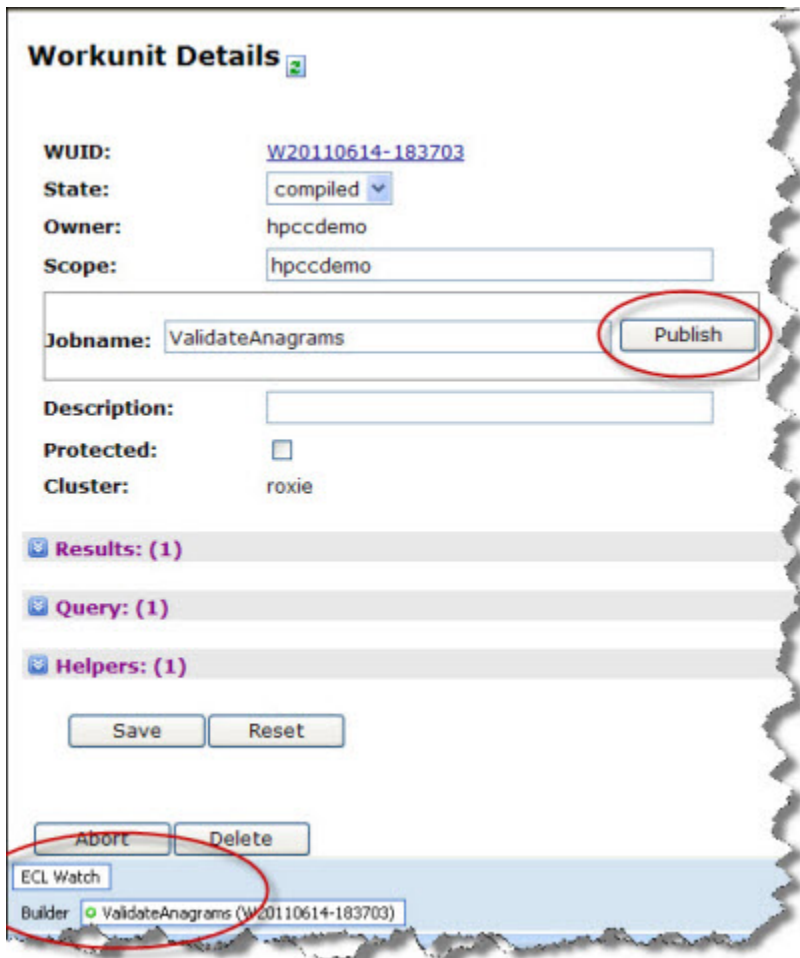 Workunit Details
WUID: W20110614-183703
State: compiled
Owner: hpccdemo
Scope: hpccdemo
Jobname: ValidateAnagrams Publish
Description:
Protected:
Cluster: roxie
Results: (1)
Query: (1)
Helpers: (1)
Save Reset
Abort Delete
ECL Watch
Builder ValidateAnagrams (W20110614-183703)